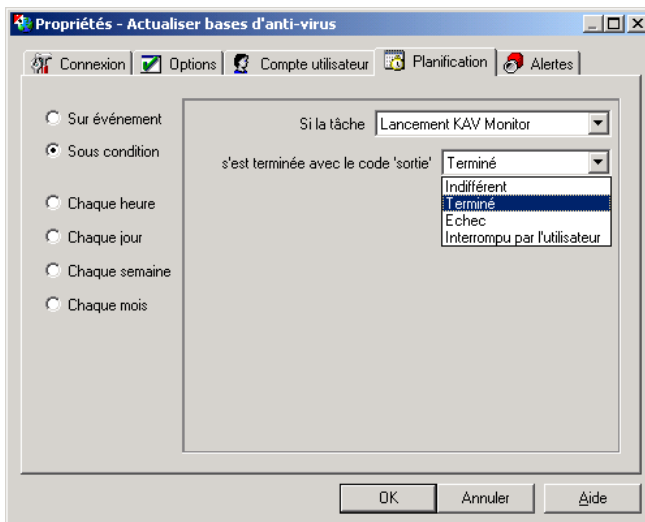 Propriétés - Actualiser bases d'anti-virus
Connexion Options Compte utilisateur Planification Alertes
Sur événement
Sous condition
Chaque heure
Chaque jour
Chaque semaine
Chaque mois
Si la tâche Lancement KAV Monitor
s'est terminée avec le code 'sortie' Terminé
Indifférent
Terminé
Echec
Interrompu par l'utilisateur
OK Annuler Aide